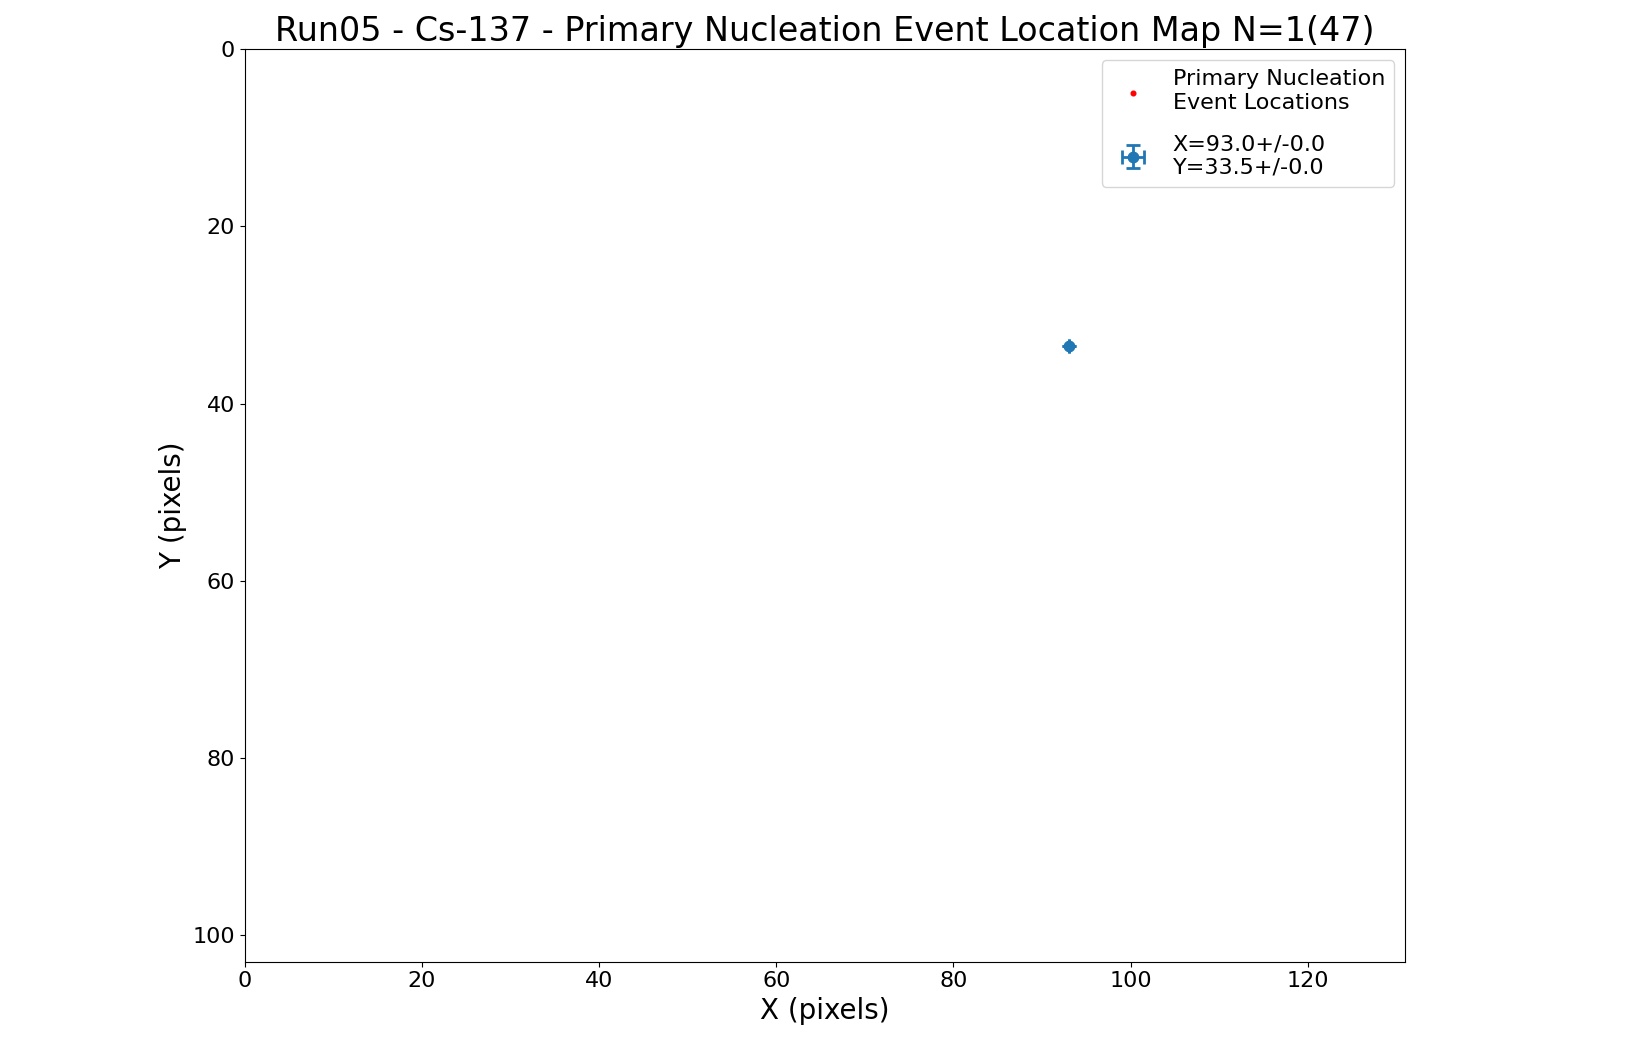 Run05 - Cs-137 - Primary Nucleation Event Location Map N=1(47)
Primary Nucleation
Event Locations
X=93.0+/-0.0
Y=33.5+/-0.0
0
20
40
60
80
100
Y (pixels)
0
20
40
60
80
100
120
X (pixels)